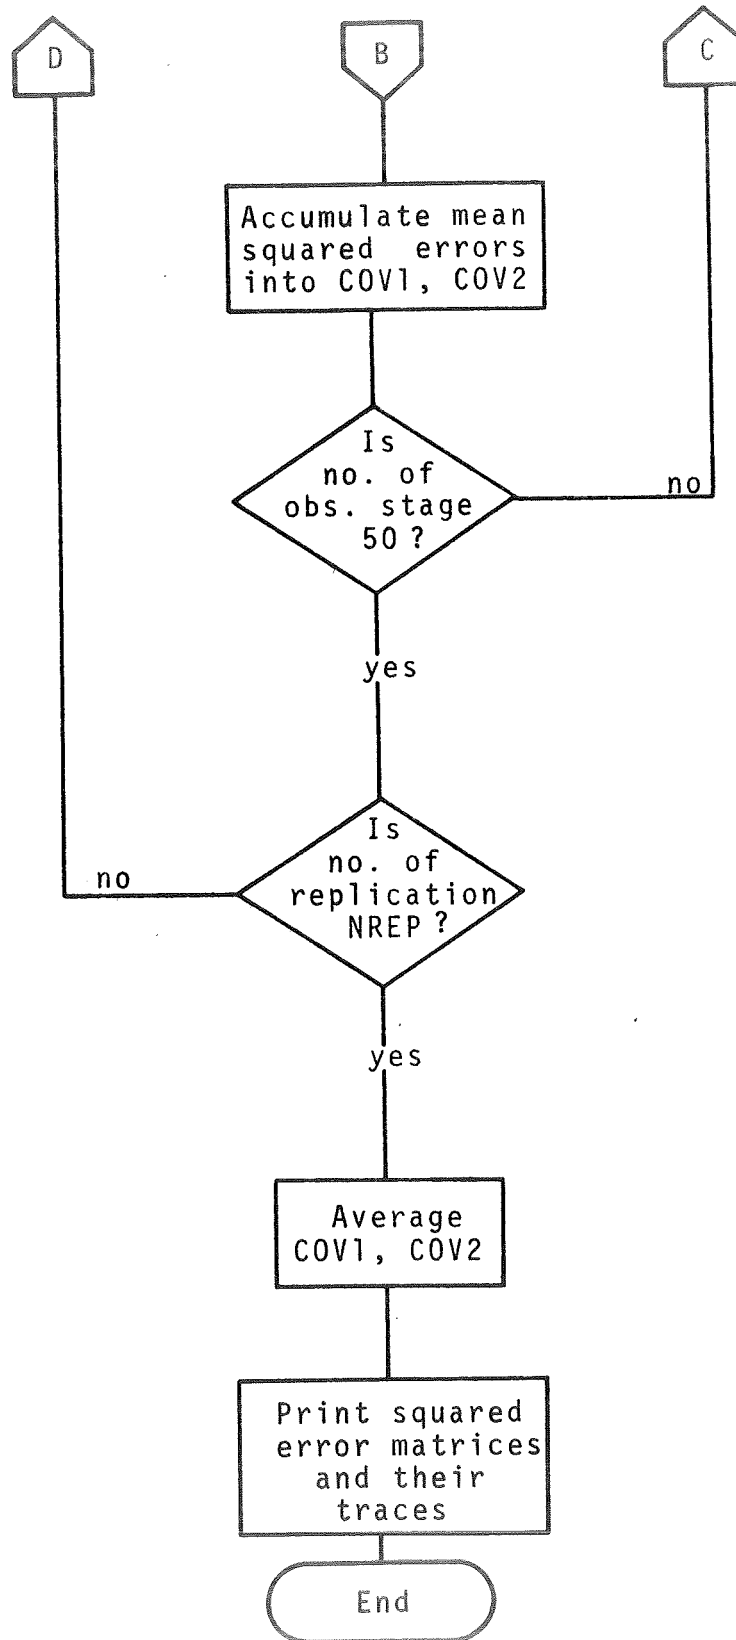 D
B
C
Accumulate mean
squared errors
into COV1, COV2
Is
no. of
obs. stage
50 ?
no
yes
Is
no. of
replication
NREP ?
no
yes
Average
COV1, COV2
Print squared
error matrices
and their
traces
End